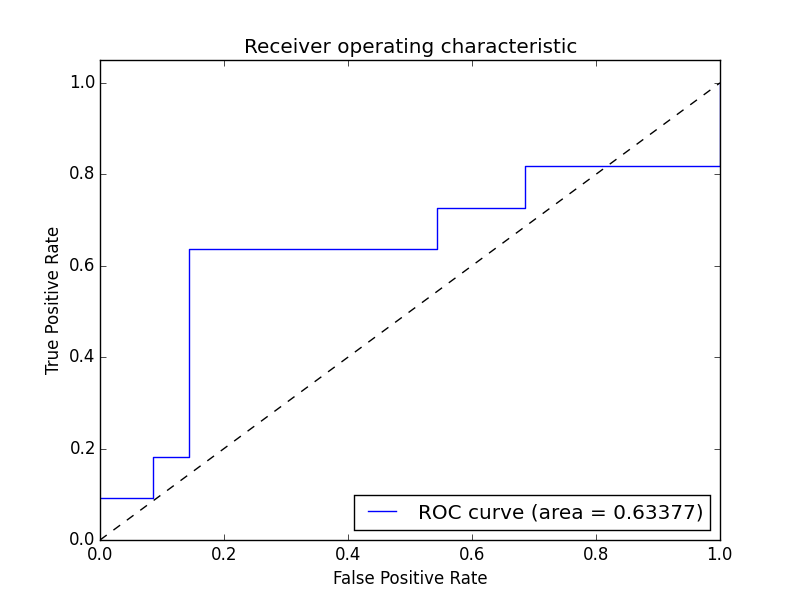 Receiver operating characteristic
True Positive Rate
1.0
0.8
0.6
0.4
0.2
0.0
ROC curve (area = 0.63377)
0.0 0.2 0.4 0.6 0.8 1.0
False Positive Rate